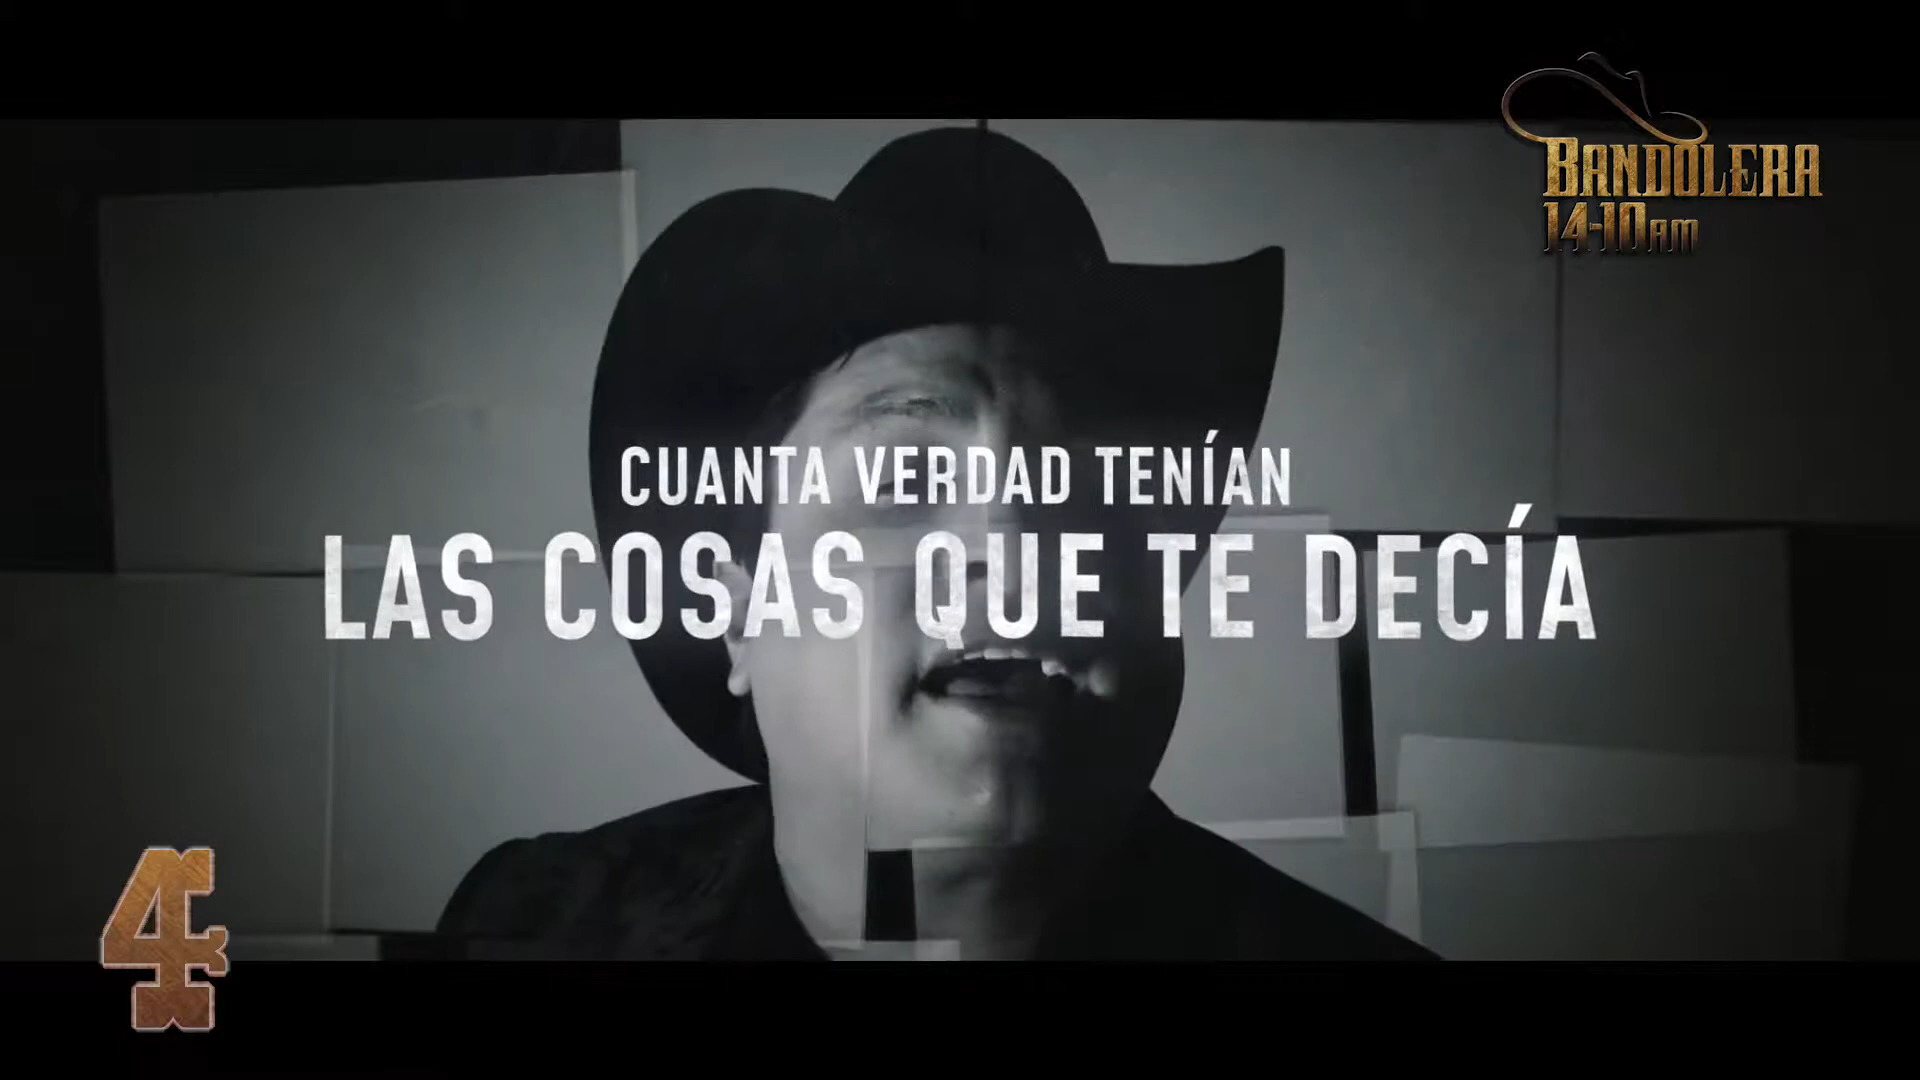 BANDOLERA
14-10AM
CUANTA VERDAD TENÍAN
LAS COSAS QUE TE DECÍA
4